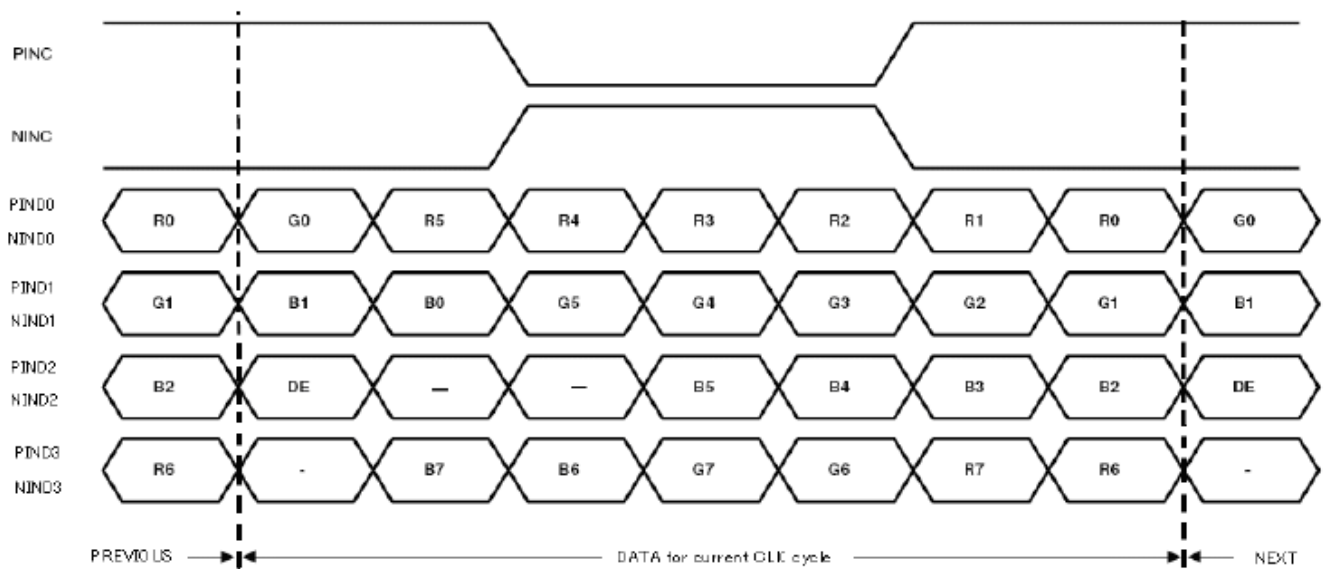 PINC
NINC
PIND0
NIND0
R0 G0 R5 R4 R3 R2 R1 R0 G0
PIND1
NIND1
G1 B1 B0 G5 G4 G3 G2 G1 B1
PIND2
NIND2
B2 DE — — B5 B4 B3 B2 DE
PIND3
NIND3
R6 - B7 B6 G7 G6 R7 R6 -
PREVIOUS DATA for current CLK cycle NEXT